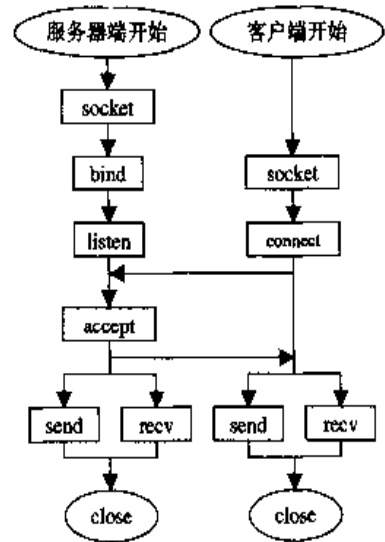 服务器端开始
客户端开始
socket
bind
socket
listen
connect
accept
send
recv
send
recv
close
close